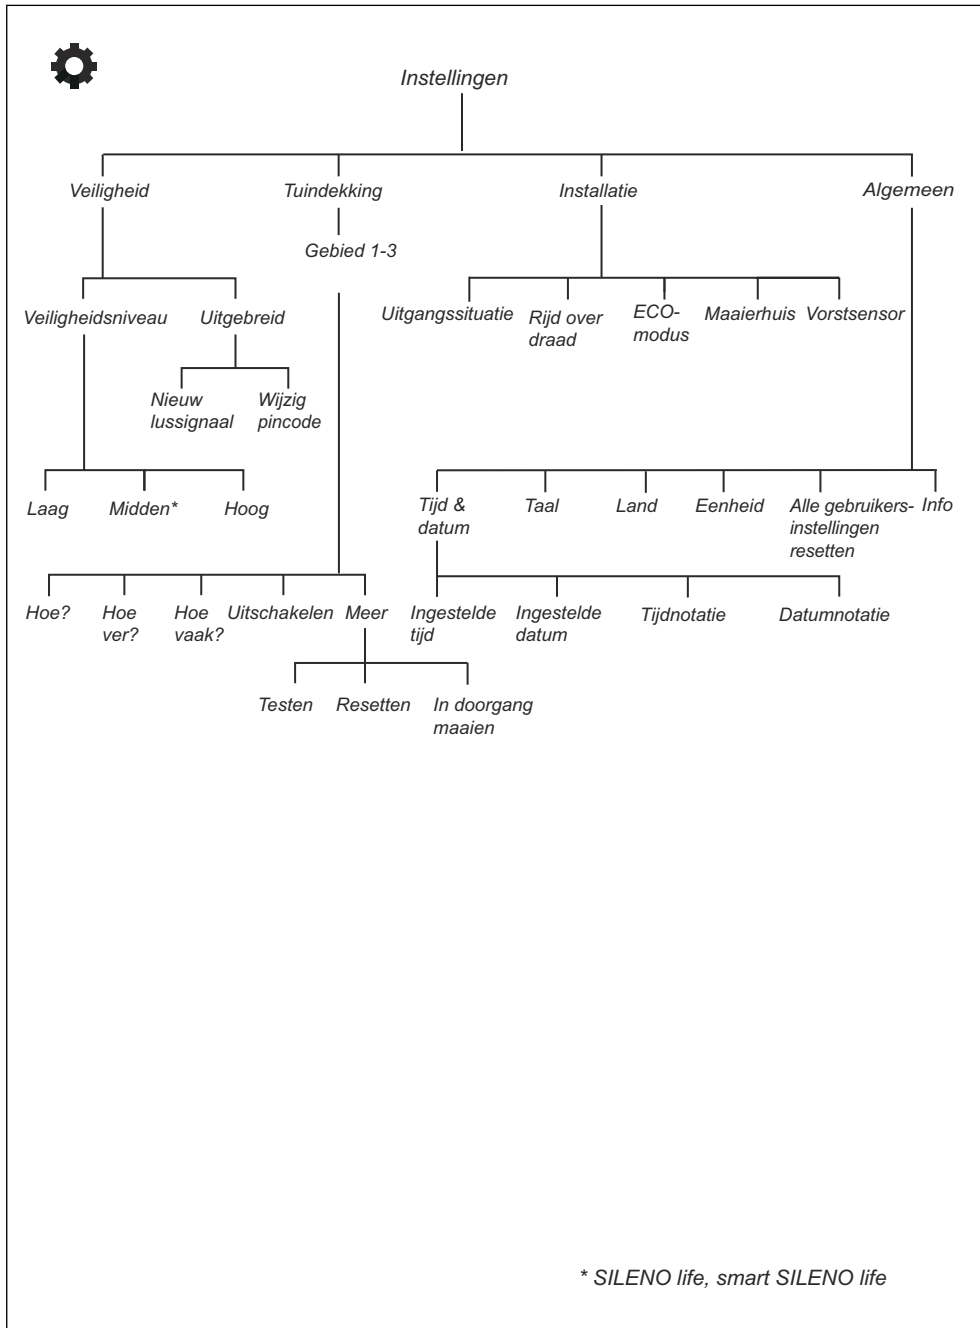 Instellingen
Veiligheid
Tuindekking
Installatie
Algemeen
Gebied 1-3
Veiligheidsniveau
Uitgebreid
Uitgangssituatie
Rijd over
draad
ECO-
modus
Maaierhuis
Vorstsensor
Nieuw
lussignaal
Wijzig
pincode
Laag
Midden*
Hoog
Tijd &
datum
Taal
Land
Eenheid
Alle gebruikers-
instellingen
resetten
Info
Hoe?
Hoe
ver?
Hoe
vaak?
Uitschakelen
Meer
Ingestelde
tijd
Ingestelde
datum
Tijdnotatie
Datumnotatie
Testen
Resetten
In doorgang
maaien
* SILENO life, smart SILENO life